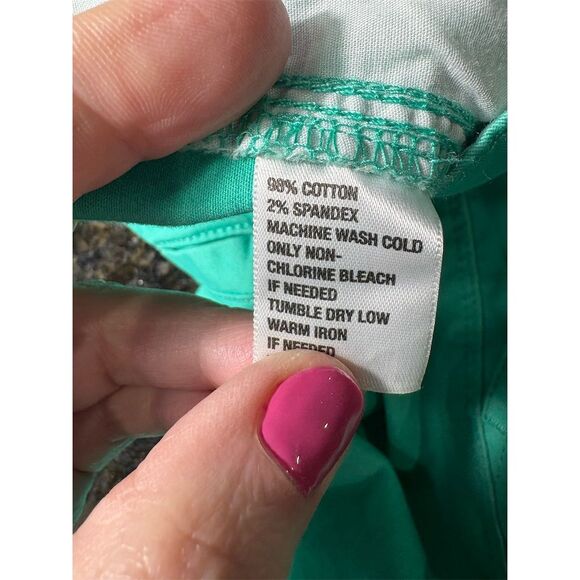 98% COTTON
2% SPANDEX
MACHINE WASH COLD
ONLY NON-
CHLORINE BLEACH
IF NEEDED
TUMBLE DRY LOW
WARM IRON
IF NEEDED